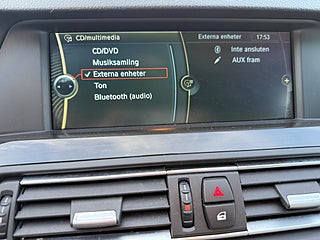 CD/multimedia
CD/DVD
Musiksamling
Externa enheter
Ton
Bluetooth (audio)
Externa enheter 17:53
Inte ansluten
AUX fram